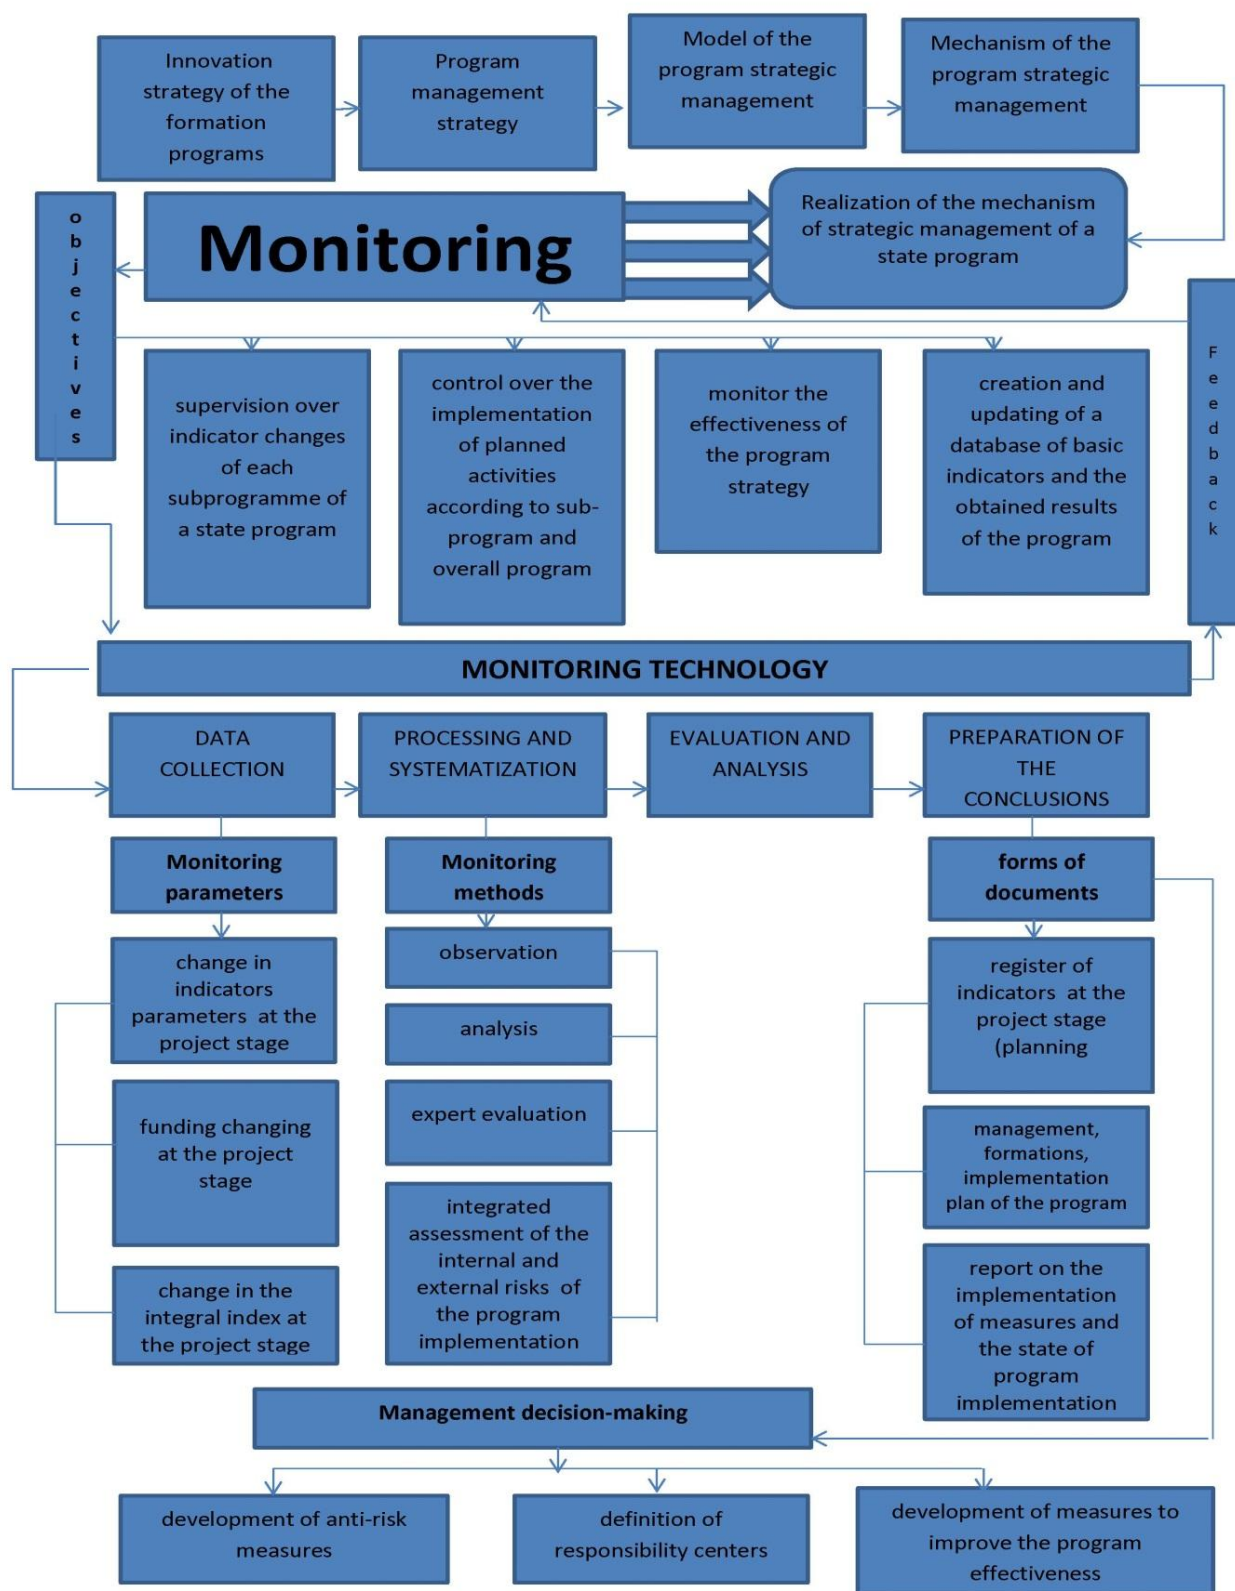 Innovation
strategy of the
formation
programs
Program
management
strategy
Model of the
program strategic
management
Mechanism of the
program strategic
management
objectives
Monitoring
Realization of the mechanism
of strategic management of a
state program
Feedback
supervision over
indicator changes
of each
subprogramme of
a state program
control over the
implementation
of planned
activities
according to sub-
program and
overall program
monitor the
effectiveness of
the program
strategy
creation and
updating of a
database of basic
indicators and the
obtained results
of the program
MONITORING TECHNOLOGY
DATA
COLLECTION
PROCESSING AND
SYSTEMATIZATION
EVALUATION AND
ANALYSIS
PREPARATION OF
THE
CONCLUSIONS
Monitoring
parameters
Monitoring
methods
forms of
documents
change in
indicators
parameters at the
project stage
funding changing
at the project
stage
change in the
integral index at
the project stage
observation
analysis
expert evaluation
integrated
assessment of the
internal and
external risks of
the program
implementation
register of
indicators at the
project stage
(planning
management,
formations,
implementation
plan of the program
report on the
implementation
of measures and
the state of
program
implementation
Management decision-making
development of anti-risk
measures
definition of
responsibility centers
development of measures to
improve the program
effectiveness